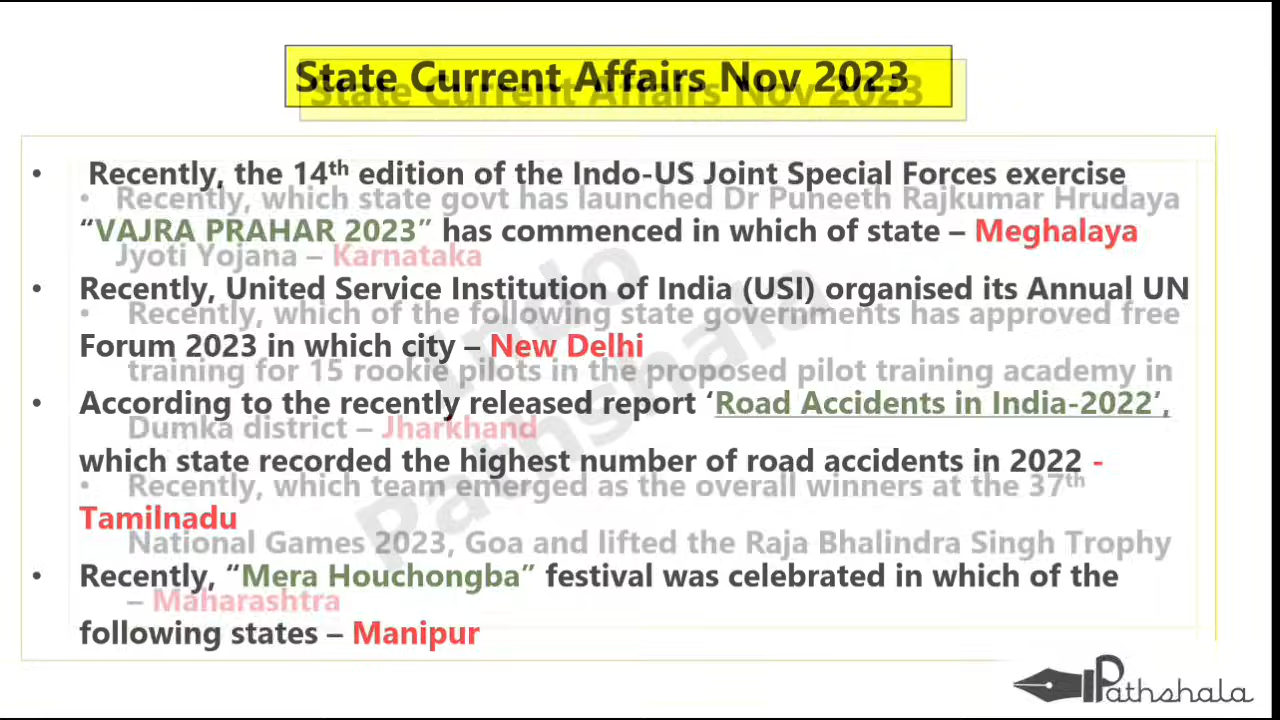 State Current Affairs Nov 2023
State Current Affairs Nov 2023
• Recently, the 14th edition of the Indo-US Joint Special Forces exercise
“VAJRA PRAHAR 2023” has commenced in which of state – Meghalaya
• Recently, United Service Institution of India (USI) organised its Annual UN
Forum 2023 in which city – New Delhi
• According to the recently released report ‘Road Accidents in India-2022’,
which state recorded the highest number of road accidents in 2022 -
Tamilnadu
• Recently, “Mera Houchongba” festival was celebrated in which of the
following states – Manipur
• Recently, which state govt has launched Dr Puneeth Rajkumar Hrudaya
Jyoti Yojana – Karnataka
• Recently, which of the following state governments has approved free
training for 15 rookie pilots in the proposed pilot training academy in
Dumka district – Jharkhand
• Recently, which team emerged as the overall winners at the 37th
National Games 2023, Goa and lifted the Raja Bhalindra Singh Trophy
– Maharashtra
Indo
Pathshala
Pathshala